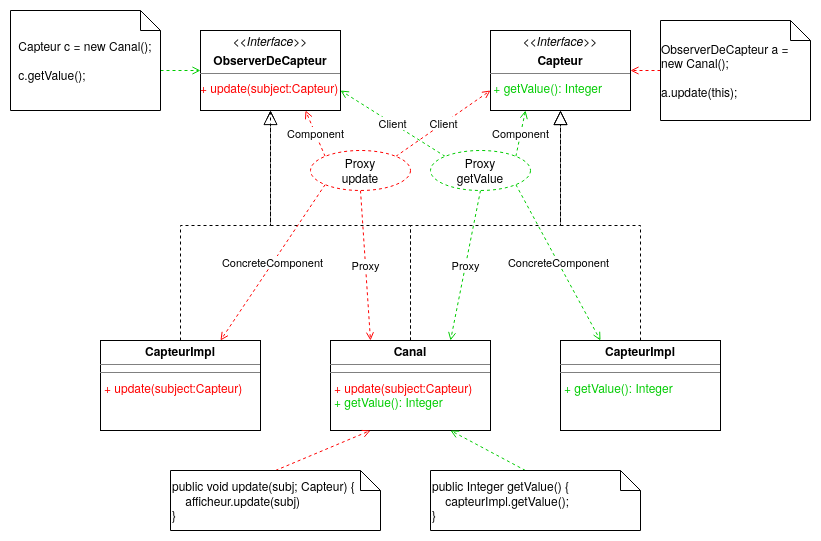 Capteur c = new Canal();
c.getValue();
<<Interface>>
ObserverDeCapteur
+ update(subject:Capteur)
<<Interface>>
Capteur
+ getValue(): Integer
ObserverDeCapteur a =
new Canal();
a.update(this);
Component
Client
Client
Component
Proxy
update
Proxy
getValue
ConcreteComponent
Proxy
Proxy
ConcreteComponent
CapteurImpl
+ update(subject:Capteur)
Canal
+ update(subject:Capteur)
+ getValue(): Integer
CapteurImpl
+ getValue(): Integer
public void update(subj; Capteur) {
afficheur.update(subj)
}
public Integer getValue() {
capteurImpl.getValue();
}